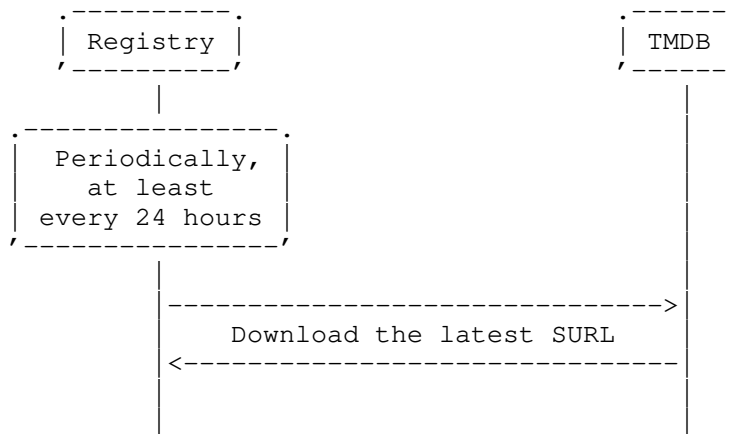 Registry
TMDB
Periodically,
at least
every 24 hours
Download the latest SURL